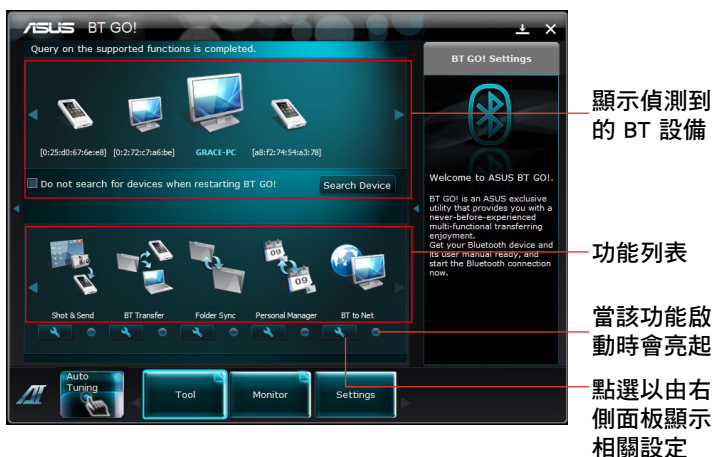 ASUS BT GO!
Query on the supported functions is completed.
[0:25:d0:67:6e:e8] [0:2:72:c7:a6:be] GRACE-PC [a8:f2:74:54:a3:78]
Do not search for devices when restarting BT GO! Search Device
Shot & Send BT Transfer Folder Sync Personal Manager BT to Net
09
09
Auto
Tuning
Tool Monitor Settings
BT GO! Settings
Welcome to ASUS BT GO!.
BT GO! is an ASUS exclusive
utility that provides you with a
never-before-experienced
multi-functional transferring
enjoyment.
Get your Bluetooth device and
its user manual ready, and
start the Bluetooth connection
now.
顯示偵測到
的 BT 設備
功能列表
當該功能啟
動時會亮起
點選以由右
側面板顯示
相關設定